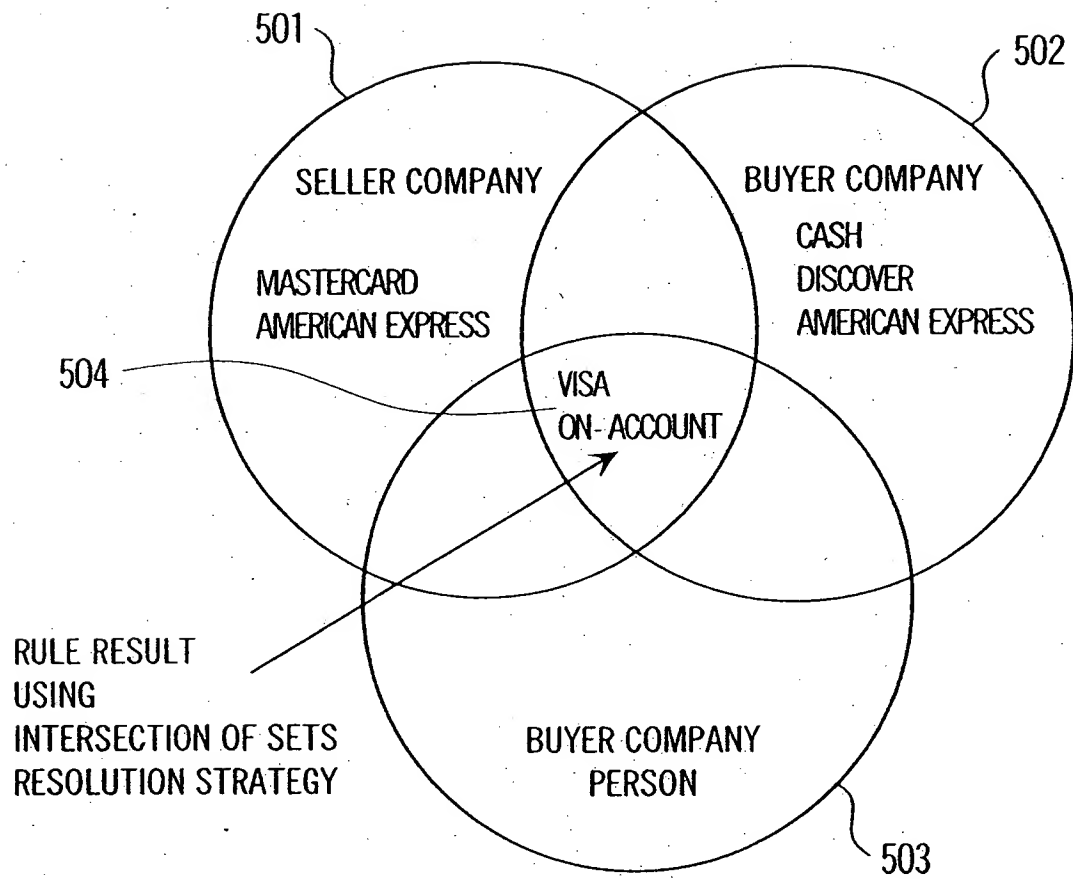 501
502
SELLER COMPANY
MASTERCARD
AMERICAN EXPRESS
BUYER COMPANY
CASH
DISCOVER
AMERICAN EXPRESS
504
VISA
ON-ACCOUNT
RULE RESULT
USING
INTERSECTION OF SETS
RESOLUTION STRATEGY
BUYER COMPANY
PERSON
503